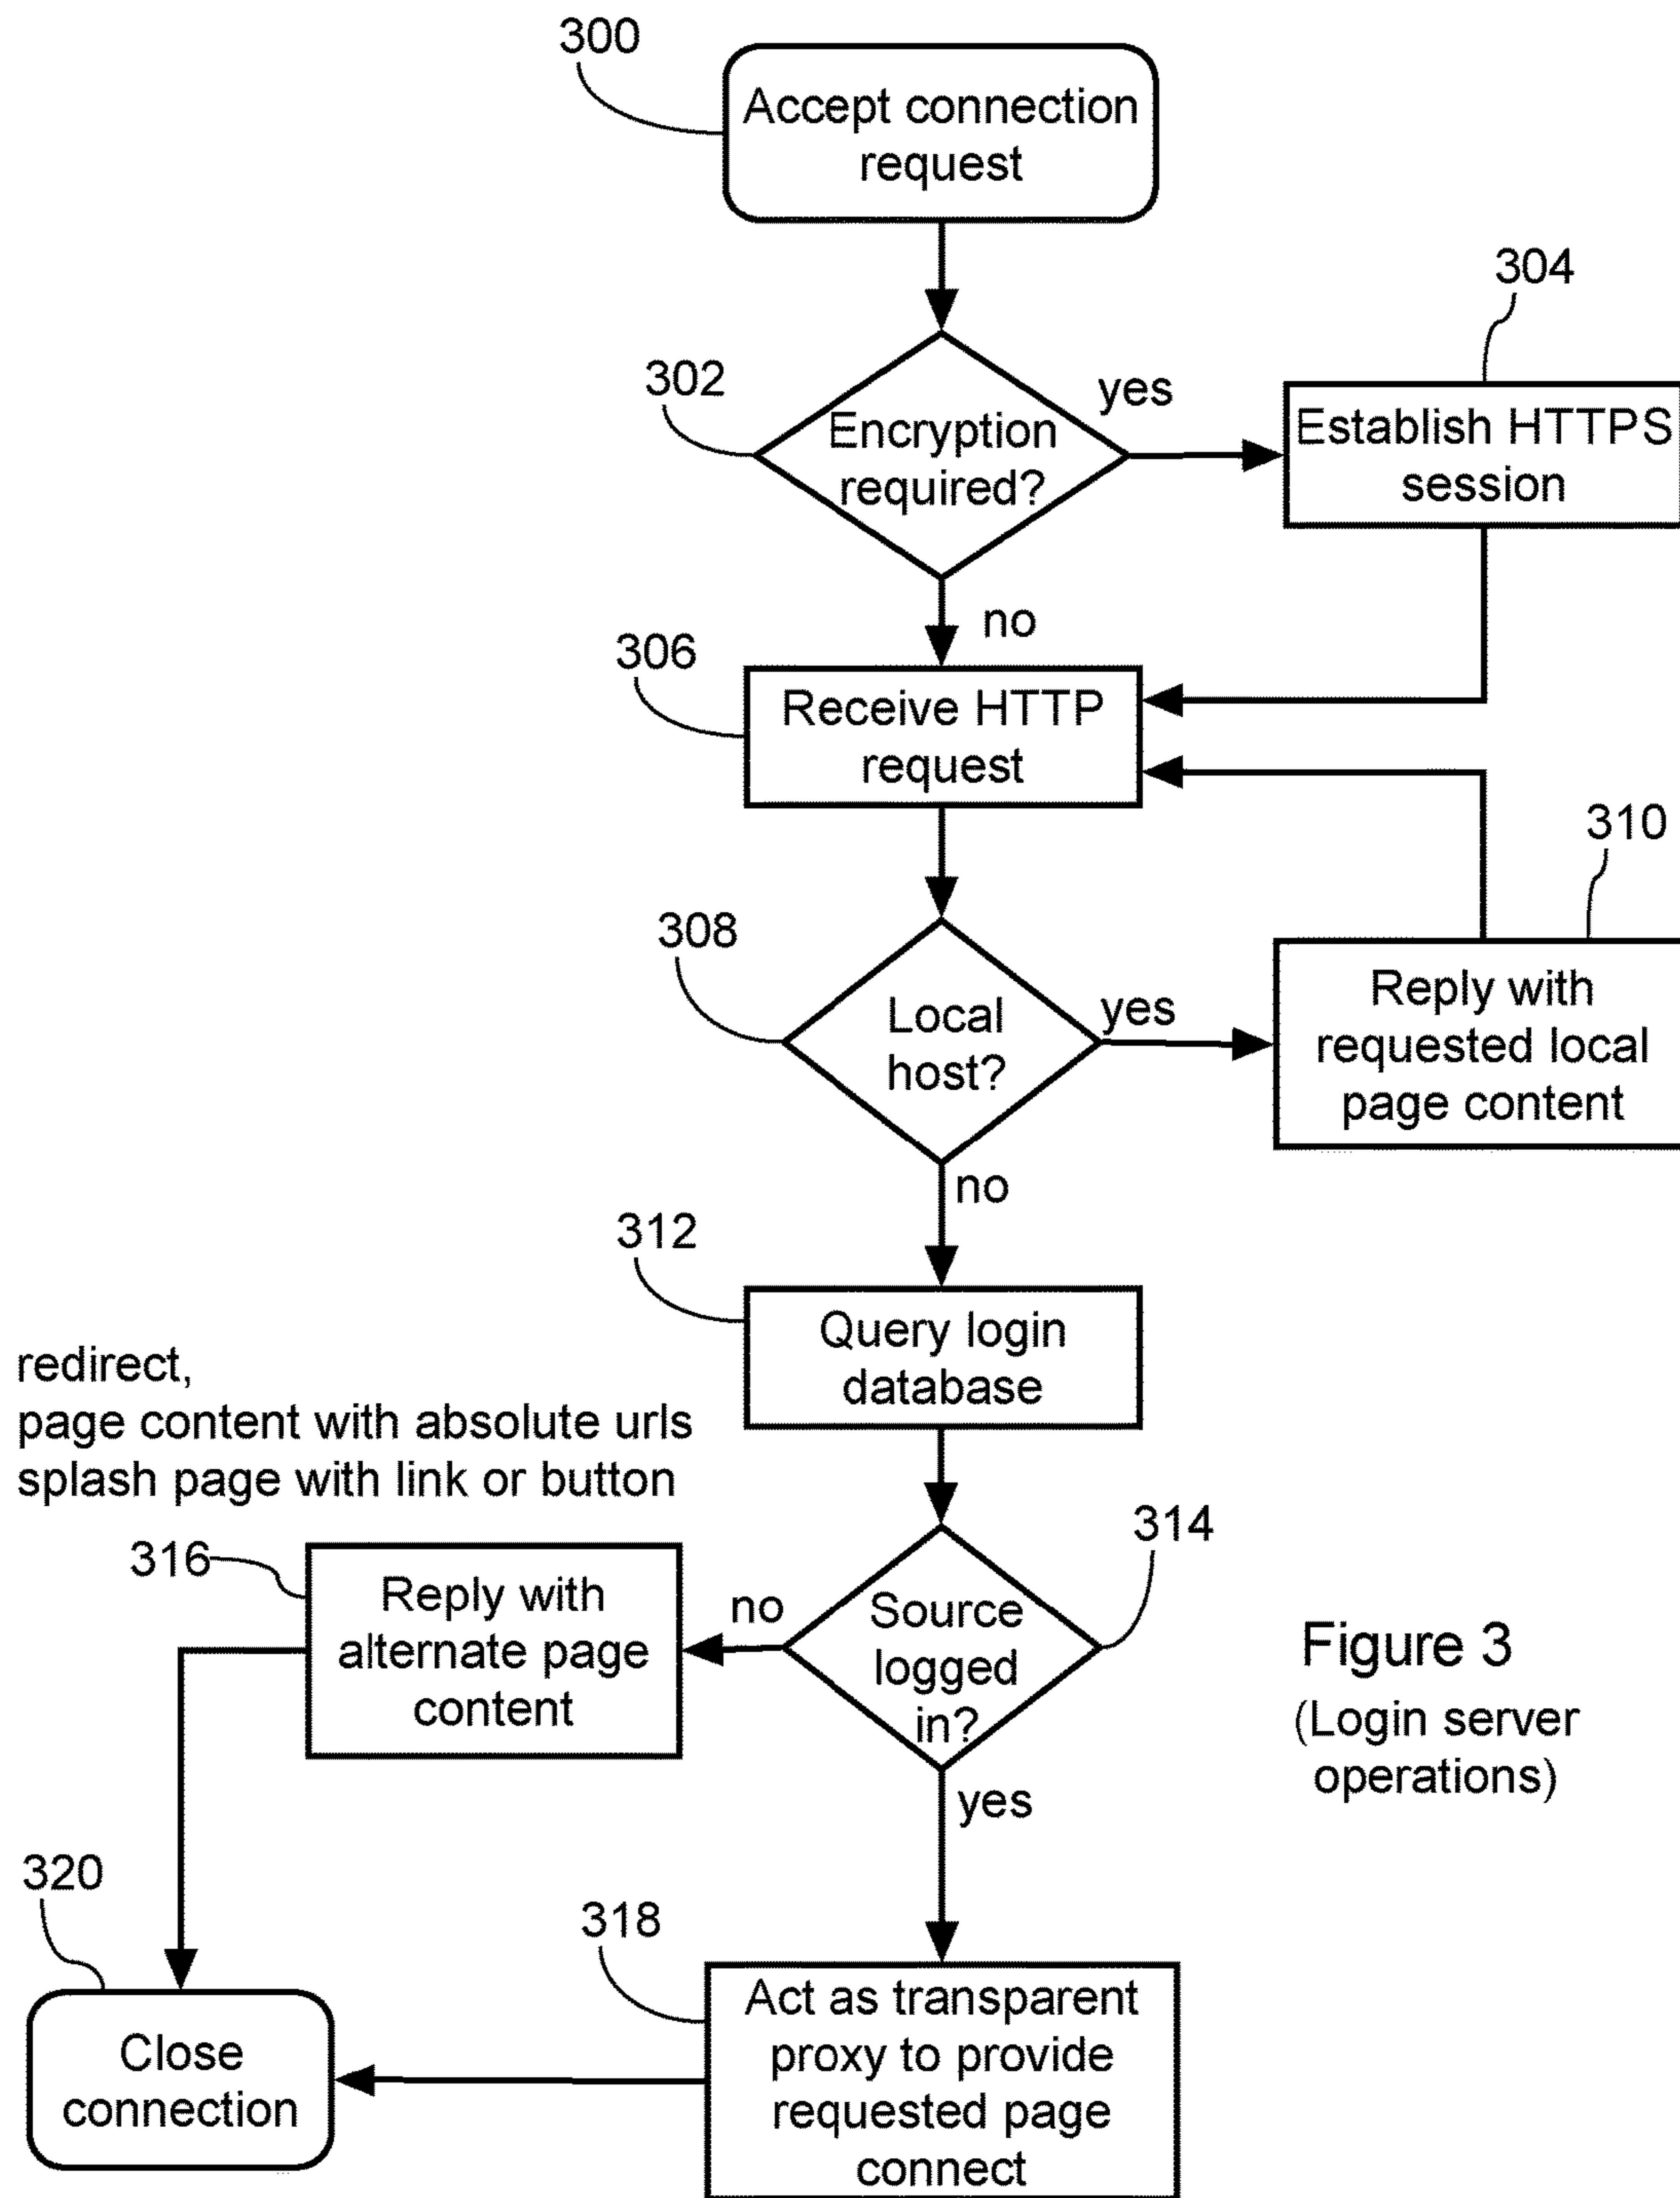 300
Accept connection
request
304
302
yes
Encryption
required?
Establish HTTPS
session
no
306
Receive HTTP
request
310
308
Local
host?
yes
Reply with
requested local
page content
no
312
Query login
database
redirect,
page content with absolute urls
splash page with link or button
314
316
Reply with
alternate page
content
no
Source
logged
in?
Figure 3
(Login server
operations)
yes
320
318
Close
connection
Act as transparent
proxy to provide
requested page
connect